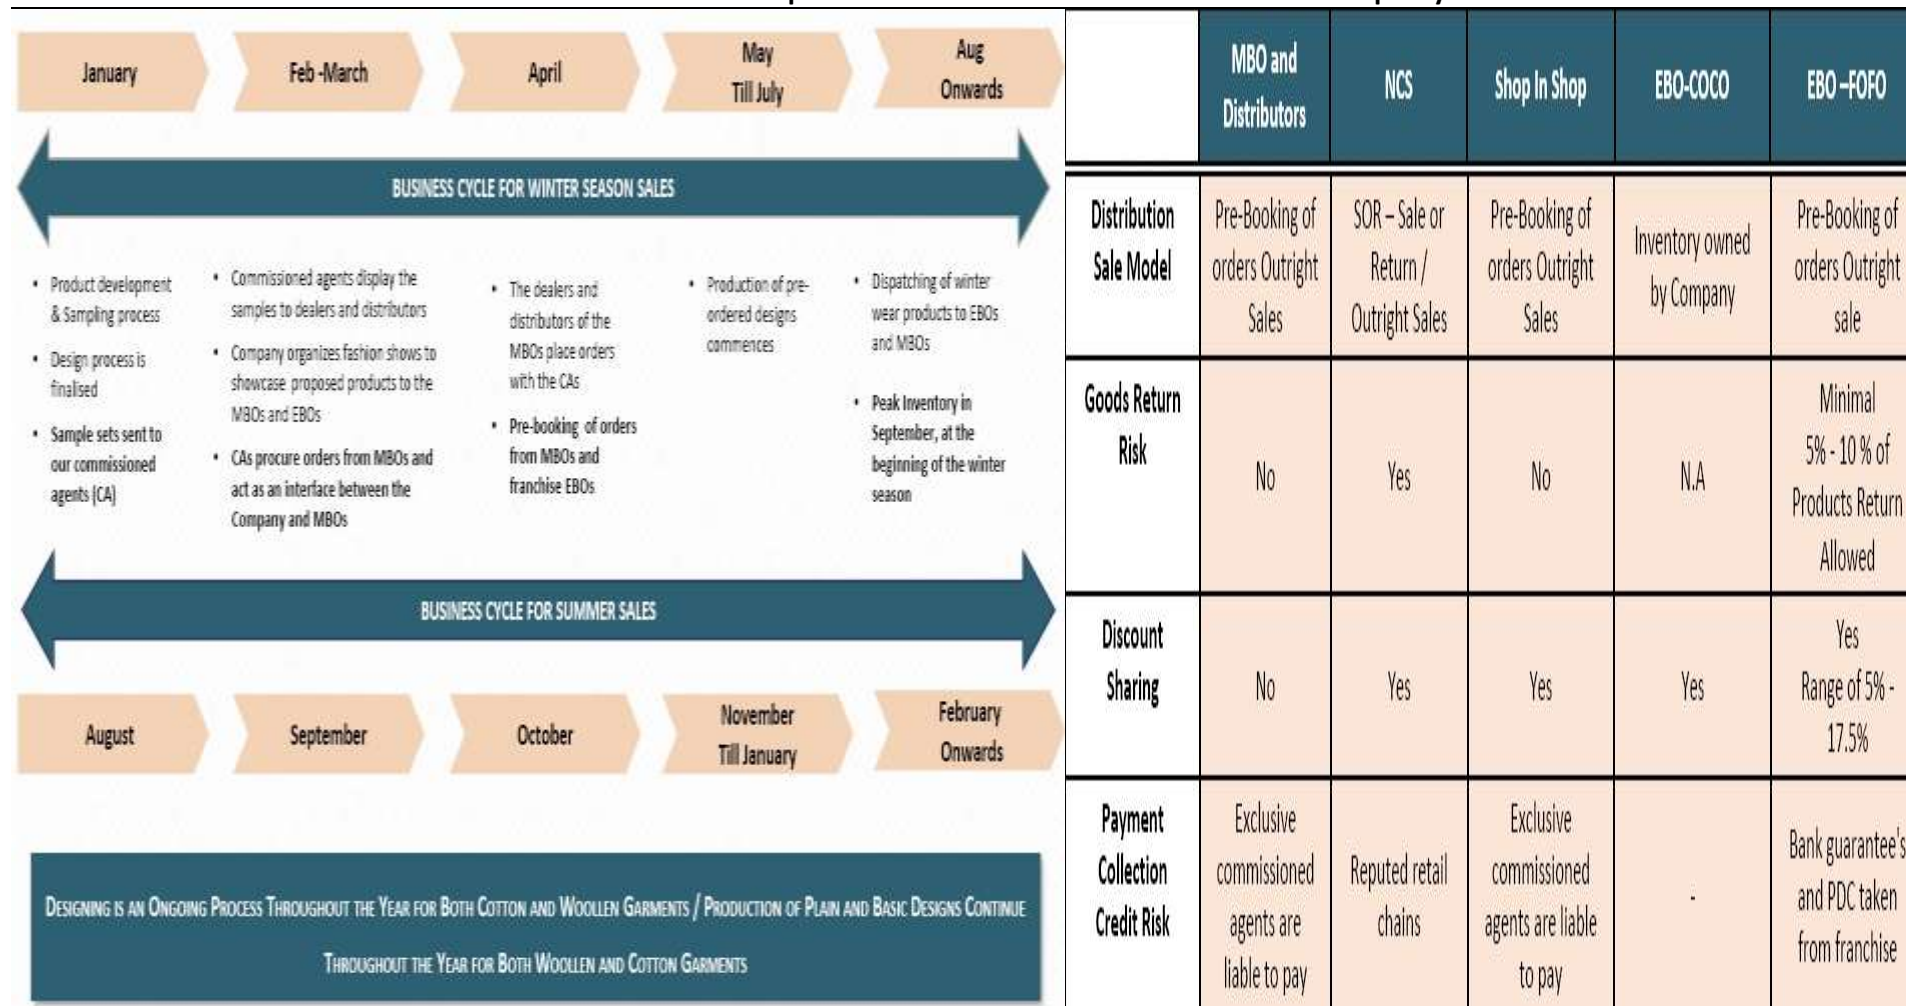 January
Feb -March
April
May
Till July
Aug
Onwards
BUSINESS CYCLE FOR WINTER SEASON SALES
• Product development
& Sampling process
• Design process is
finalised
• Sample sets sent to
our commissioned
agents (CA)
• Commissioned agents display the
samples to dealers and distributors
• Company organizes fashion shows to
showcase proposed products to the
MBOs and EBOs
• CAs procure orders from MBOs and
act as an interface between the
Company and MBOs
• The dealers and
distributors of the
MBOs place orders
with the CAs
• Pre-booking of orders
from MBOs and
franchise EBOs
• Production of pre-
ordered designs
commences
• Dispatching of winter
wear products to EBOs
and MBOs
• Peak Inventory in
September, at the
beginning of the winter
season
BUSINESS CYCLE FOR SUMMER SALES
August
September
October
November
Till January
February
Onwards
DESIGNING IS AN ONGOING PROCESS THROUGHOUT THE YEAR FOR BOTH COTTON AND WOOLLEN GARMENTS / PRODUCTION OF PLAIN AND BASIC DESIGNS CONTINUE
THROUGHOUT THE YEAR FOR BOTH WOOLLEN AND COTTON GARMENTS
MBO and
Distributors
NCS
Shop In Shop
EBO-COCO
EBO –FOFO
Distribution
Sale Model
Pre-Booking of
orders Outright
Sales
SOR – Sale or
Return /
Outright Sales
Pre-Booking of
orders Outright
Sales
Inventory owned
by Company
Pre-Booking of
orders Outright
sale
Goods Return
Risk
No
Yes
No
N.A
Minimal
5% - 10 % of
Products Return
Allowed
Discount
Sharing
No
Yes
Yes
Yes
Yes
Range of 5% -
17.5%
Payment
Collection
Credit Risk
Exclusive
commissioned
agents are
liable to pay
Reputed retail
chains
Exclusive
commissioned
agents are liable
to pay
-
Bank guarantee's
and PDC taken
from franchise